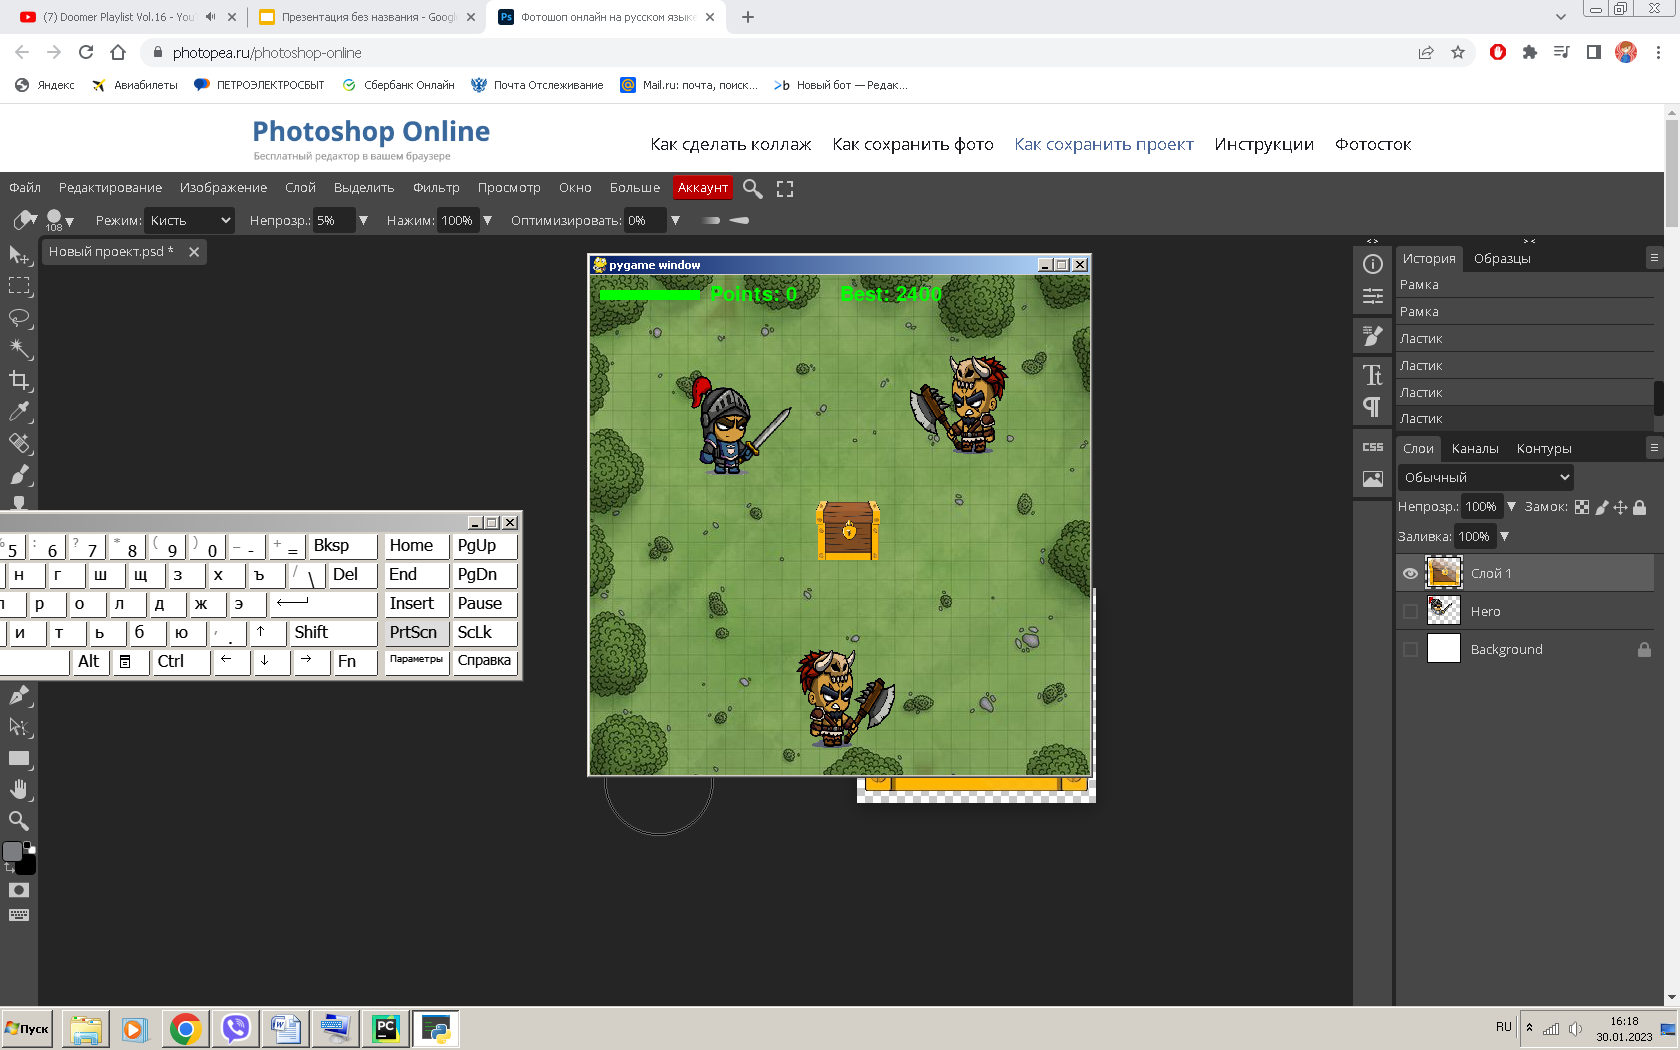 (7) Doomer Playlist Vol.16 - You
Презентация без названия - Googl
Фотошоп онлайн на русском языке
photopea.ru/photoshop-online
Яндекс
Авиабилеты
ПЕТРОЭЛЕКТРОСБЫТ
Сбербанк Онлайн
Почта Отслеживание
Mail.ru: почта, поиск...
Новый бот — Редак...
Photoshop Online
Бесплатный редактор в вашем браузере
Как сделать коллаж
Как сохранить фото
Как сохранить проект
Инструкции
Фотосток
Файл Редактирование Изображение Слой Выделить Фильтр Просмотр Окно Больше Аккаунт
108 Режим: Кисть Непрозр.: 5% Нажим: 100% Оптимизировать: 0%
Новый проект.psd *
pygame window
Points: 0 Best: 2400
История Образцы
Рамка
Рамка
Ластик
Ластик
Ластик
Ластик
CSS
Слои Каналы Контуры
Обычный
Непрозр.: 100% Замок:
Заливка: 100%
Слой 1
Hero
Background
% 5 : 6 ? 7 * 8 ( 9 ) 0 _ - + = Bksp Home PgUp
н г ш щ з х ъ / \ Del End PgDn
р о л д ж э Insert Pause
и т ь б ю , . ↑ Shift PrtScn ScLk
Alt Ctrl ← ↓ → Fn Параметры Справка
Пуск
PC
RU
16:18
30.01.2023